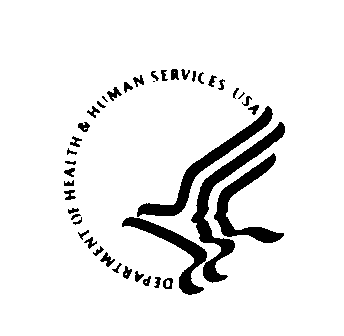 DEPARTMENT OF HEALTH & HUMAN SERVICES USA